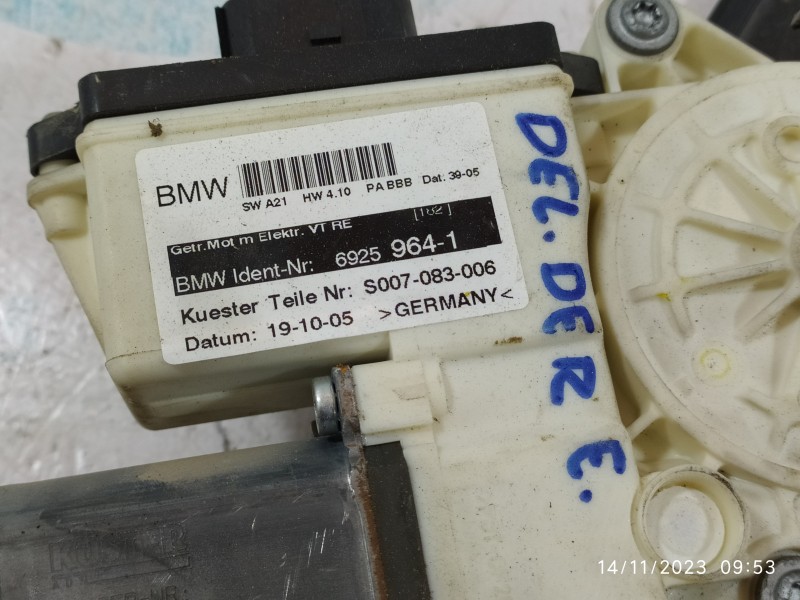 BMW
SW A21 HW 4.10 PA BBB Dat. 39-05
[182]
Getr.Mot m Elektr. VT RE
BMW Ident-Nr: 6925 964-1
Kuester Teile Nr: S007-083-006
Datum: 19-10-05 >GERMANY<
DEL. DER E.
14/11/2023 09:53